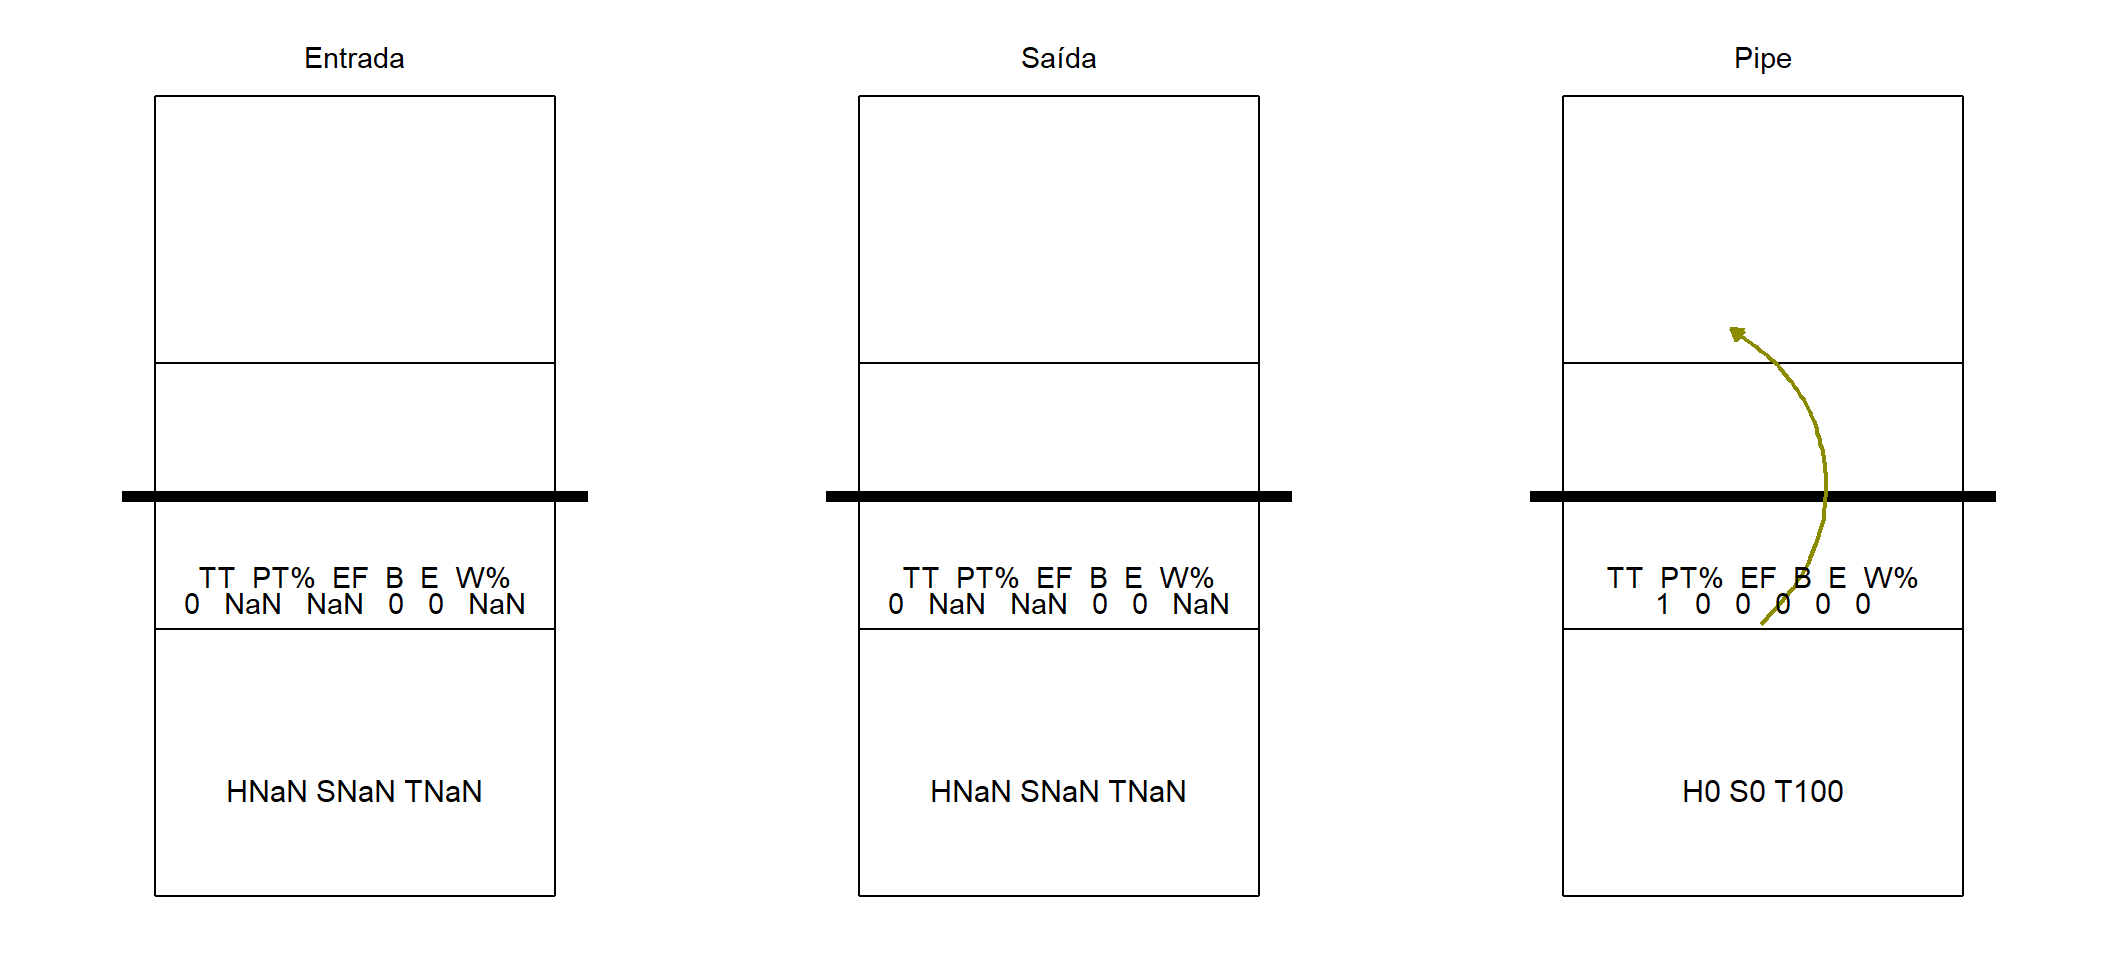 Entrada
TT PT% EF B E W%
0 NaN NaN 0 0 NaN
HNaN SNaN TNaN
Saída
TT PT% EF B E W%
0 NaN NaN 0 0 NaN
HNaN SNaN TNaN
Pipe
TT PT% EF B E W%
1 0 0 0 0 0
H0 S0 T100